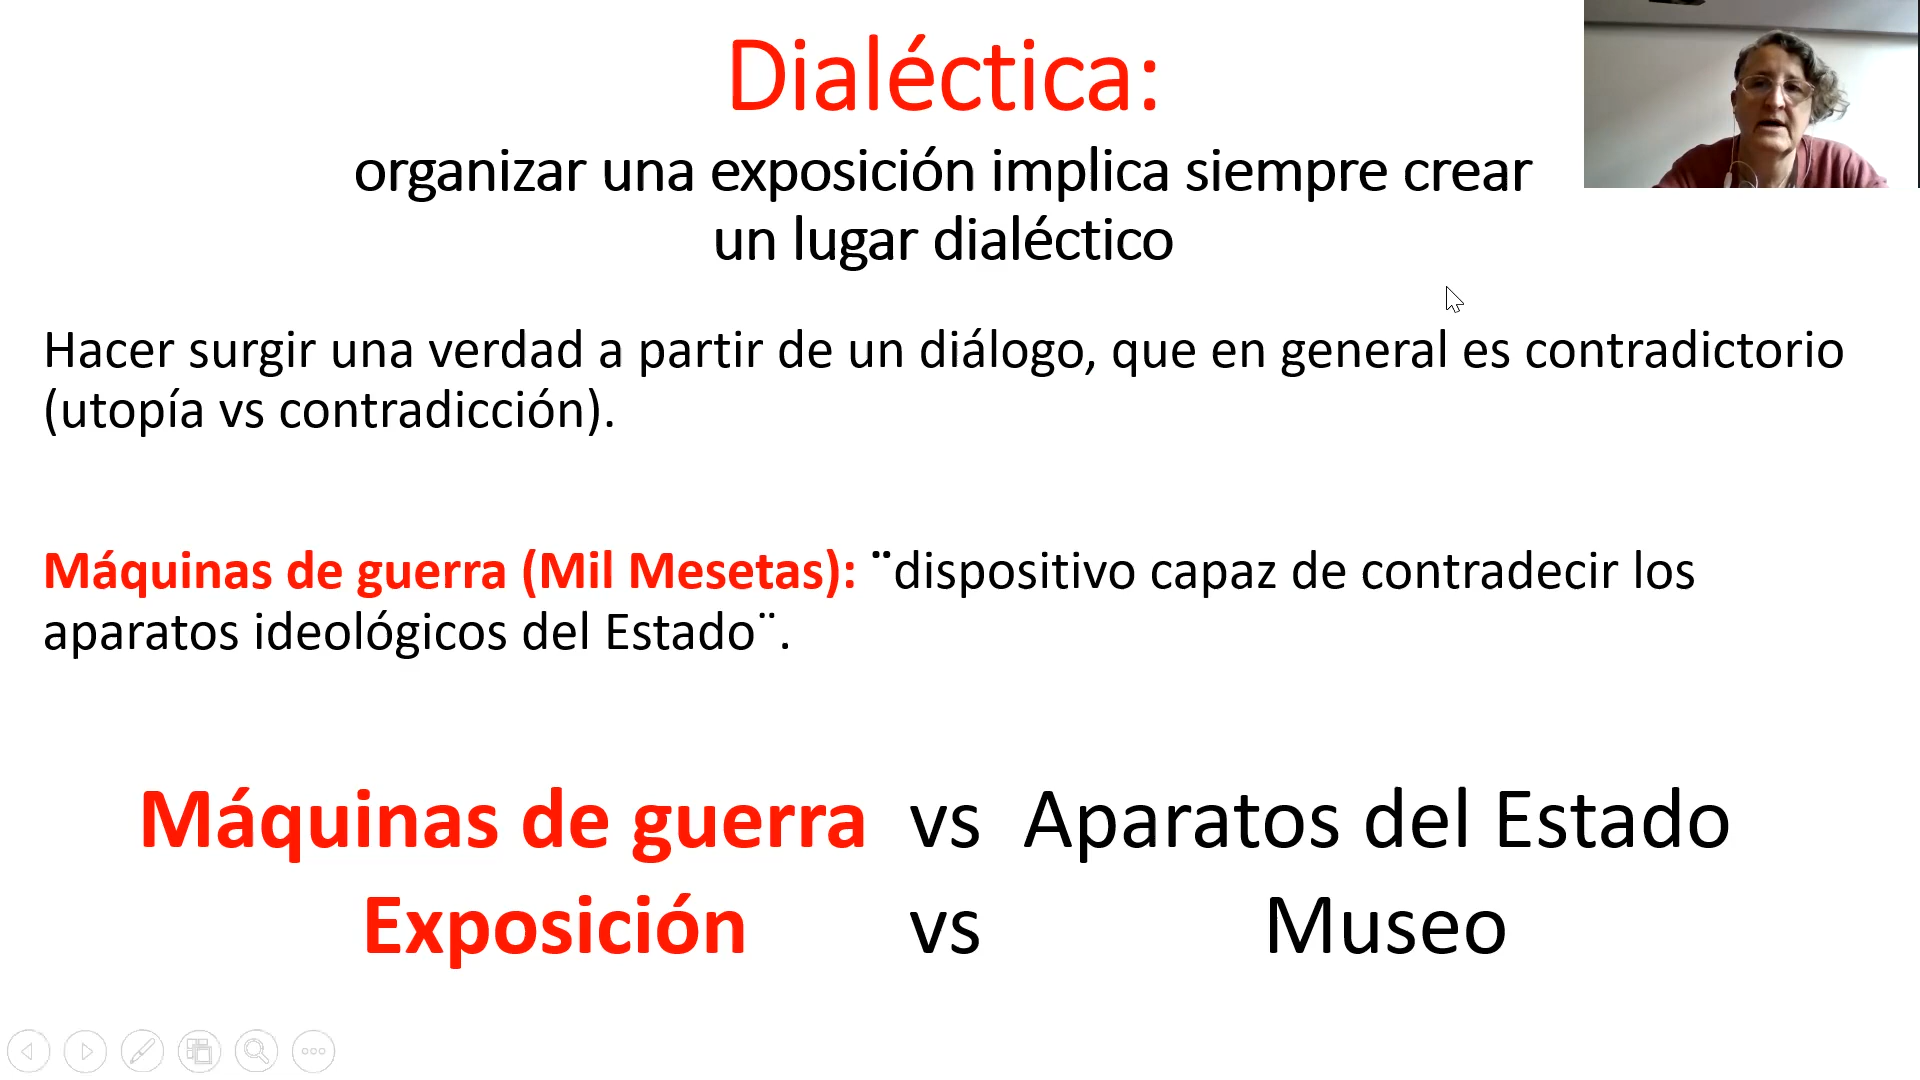 Dialéctica:
organizar una exposición implica siempre crear
un lugar dialéctico
Hacer surgir una verdad a partir de un diálogo, que en general es contradictorio
(utopía vs contradicción).
Máquinas de guerra (Mil Mesetas): ¨dispositivo capaz de contradecir los
aparatos ideológicos del Estado¨.
Máquinas de guerra vs Aparatos del Estado
Exposición vs Museo